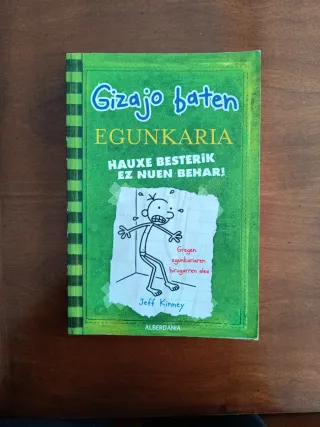 Gizajo baten
EGUNKARIA
HAUXE BESTERIK
EZ NUEN BEHAR!
Gregen
egunkariaren
hirugarren alea
Jeff Kinney
ALBERDANIA